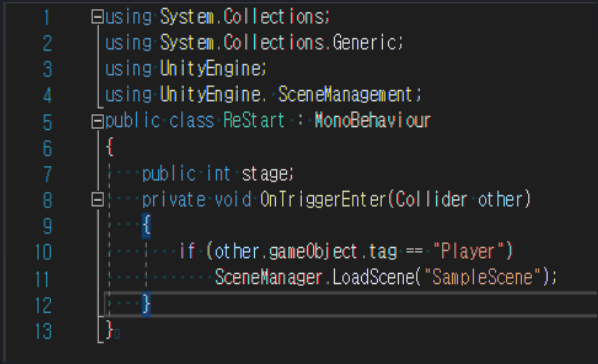 1 using System.Collections;
2 using System.Collections.Generic;
3 using UnityEngine;
4 using UnityEngine. SceneManagement;
5 public class ReStart : MonoBehaviour
6 {
7 public int stage;
8 private void OnTriggerEnter(Collider other)
9 {
10 if (other.gameObject.tag == "Player")
11 SceneManager.LoadScene("SampleScene");
12 }
13 }